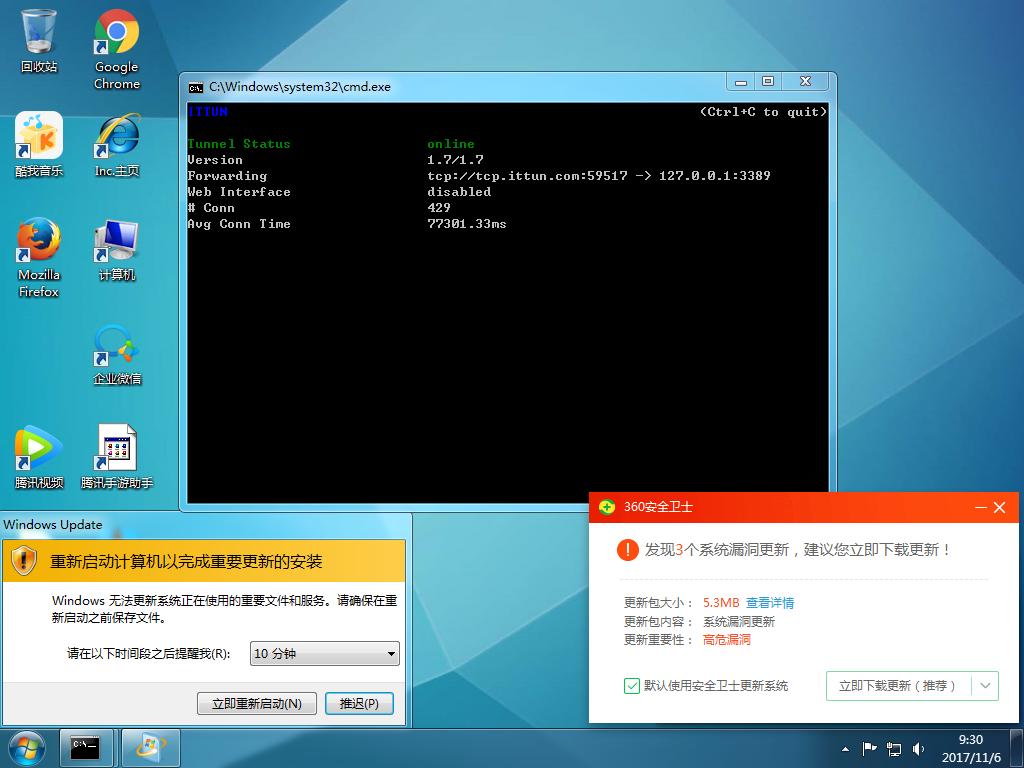 回收站
Google
Chrome
酷我音乐
Inc.主页
Mozilla
Firefox
计算机
企业微信
腾讯视频
腾讯手游助手
C:\Windows\system32\cmd.exe
ITTUN (Ctrl+C to quit)
Tunnel Status online
Version 1.7/1.7
Forwarding tcp://tcp.ittun.com:59517 -> 127.0.0.1:3389
Web Interface disabled
# Conn 429
Avg Conn Time 77301.33ms
Windows Update
重新启动计算机以完成重要更新的安装
Windows 无法更新系统正在使用的重要文件和服务。请确保在重
新启动之前保存文件。
请在以下时间段之后提醒我(R): 10 分钟
立即重新启动(N) 推迟(P)
360安全卫士
发现3个系统漏洞更新，建议您立即下载更新！
更新包大小： 5.3MB 查看详情
更新包内容： 系统漏洞更新
更新重要性： 高危漏洞
默认使用安全卫士更新系统 立即下载更新（推荐）
9:30
2017/11/6